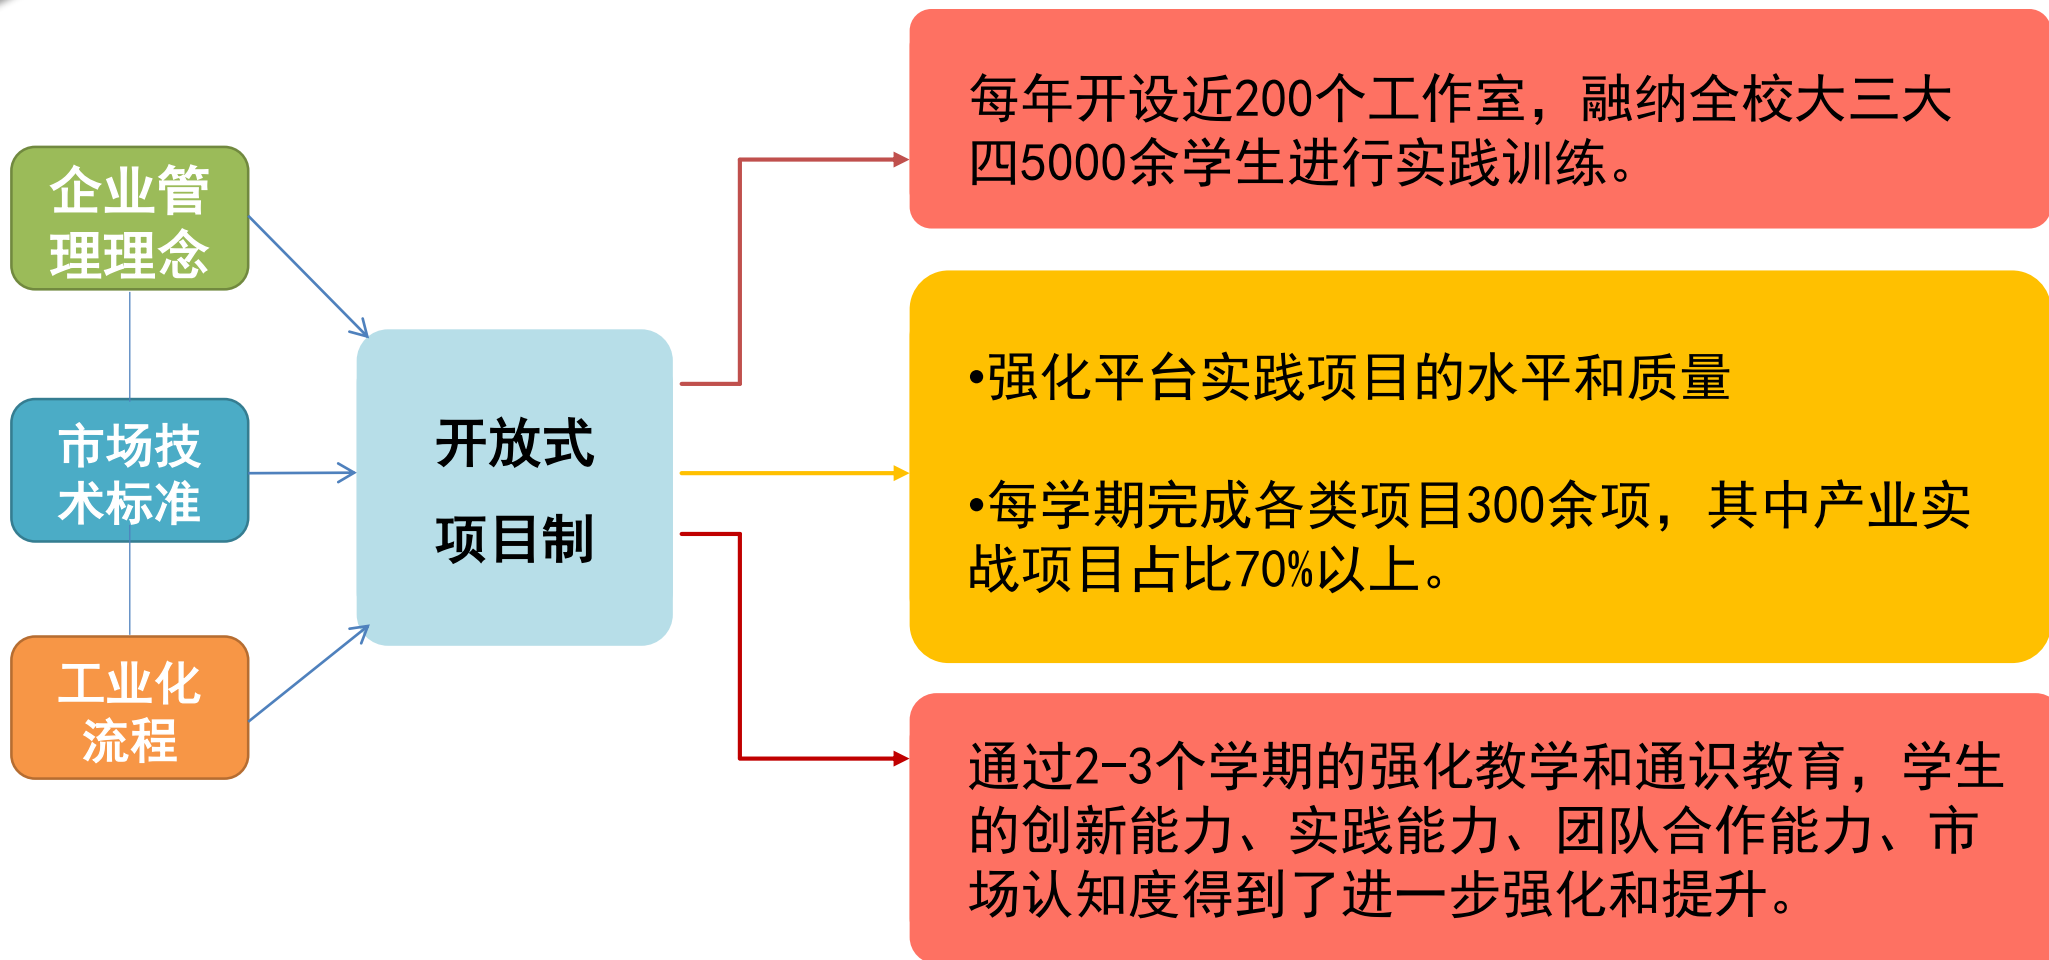 企业管
理理念
市场技
术标准
工业化
流程
开放式
项目制
每年开设近200个工作室，融纳全校大三大
四5000余学生进行实践训练。
•强化平台实践项目的水平和质量
•每学期完成各类项目300余项，其中产业实
战项目占比70%以上。
通过2-3个学期的强化教学和通识教育，学生
的创新能力、实践能力、团队合作能力、市
场认知度得到了进一步强化和提升。